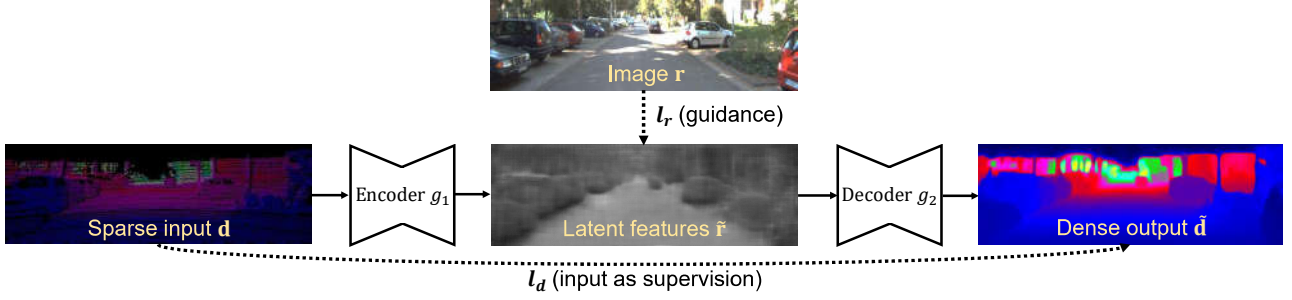 Image r
l_r (guidance)
Sparse input d
Encoder g_1
Latent features r̃
Decoder g_2
Dense output d̃
l_d (input as supervision)